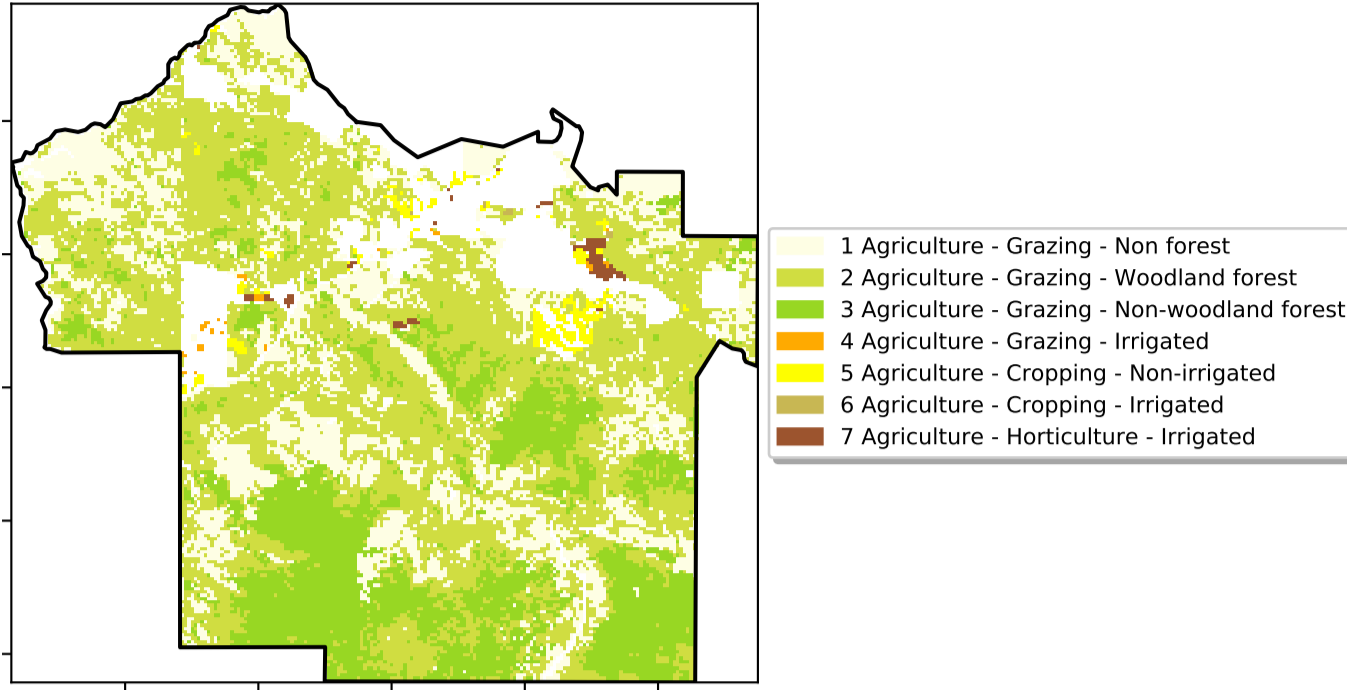 1 Agriculture - Grazing - Non forest
2 Agriculture - Grazing - Woodland forest
3 Agriculture - Grazing - Non-woodland forest
4 Agriculture - Grazing - Irrigated
5 Agriculture - Cropping - Non-irrigated
6 Agriculture - Cropping - Irrigated
7 Agriculture - Horticulture - Irrigated